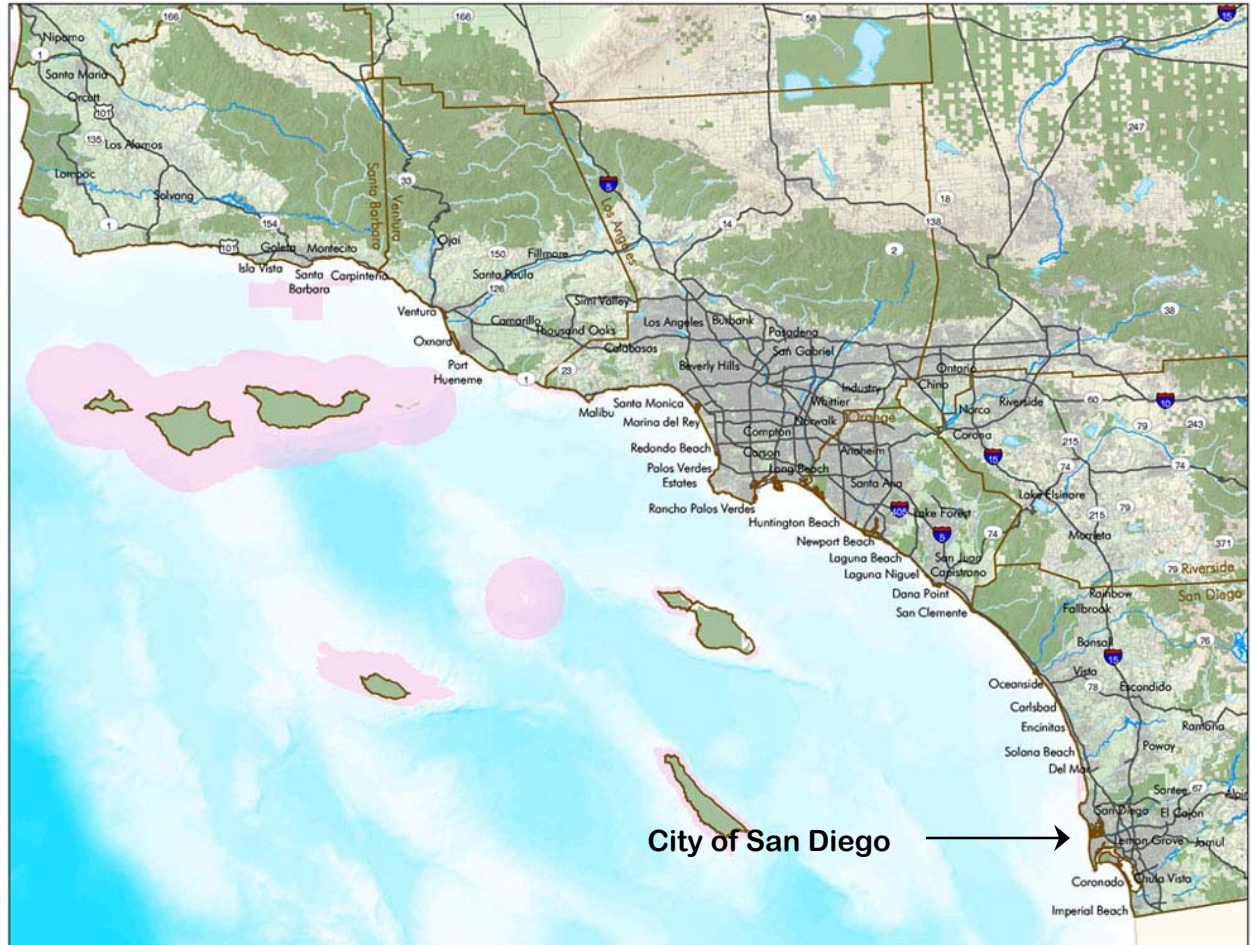 166
166
58
15
Nipomo
1
Santa Maria
Orcutt
101
247
135
Los Alamos
Lompoc
Santa Barbara
Ventura
33
5
Los Angeles
Solvang
18
154
14
138
1
101
Goleta
Montecito
Ojai
2
150
Fillmore
Isla Vista
Santa
Barbara
Carpinteria
Santa Paula
126
Simi Valley
38
Ventura
Camarillo
Thousand Oaks
Los Angeles
Burbank
Pasadena
Oxnard
Calabasas
San Gabriel
Port
Hueneme
1
23
Beverly Hills
Ontario
Chino
Industry
Riverside
60
10
Malibu
Santa Monica
Whittier
Norco
Marina del Rey
Norwalk
Orange
79
243
Compton
Corona
215
Redondo Beach
Carson
Anaheim
15
Palos Verdes
Estates
Long Beach
74
74
Santa Ana
Lake Elsinore
Rancho Palos Verdes
405
Lake Forest
215
79
Huntington Beach
5
74
Murrieta
371
Newport Beach
Laguna Beach
San Juan
Capistrano
79
Riverside
Laguna Niguel
San Diego
Dana Point
Rainbow
San Clemente
Fallbrook
Bonsall
76
15
Vista
Oceanside
78
Escondido
Carlsbad
Encinitas
Ramona
Solana Beach
Poway
Del Mar
Santee
67
San Diego
El Cajon
City of San Diego
Lemon Grove
Jamul
Coronado
Chula Vista
Imperial Beach